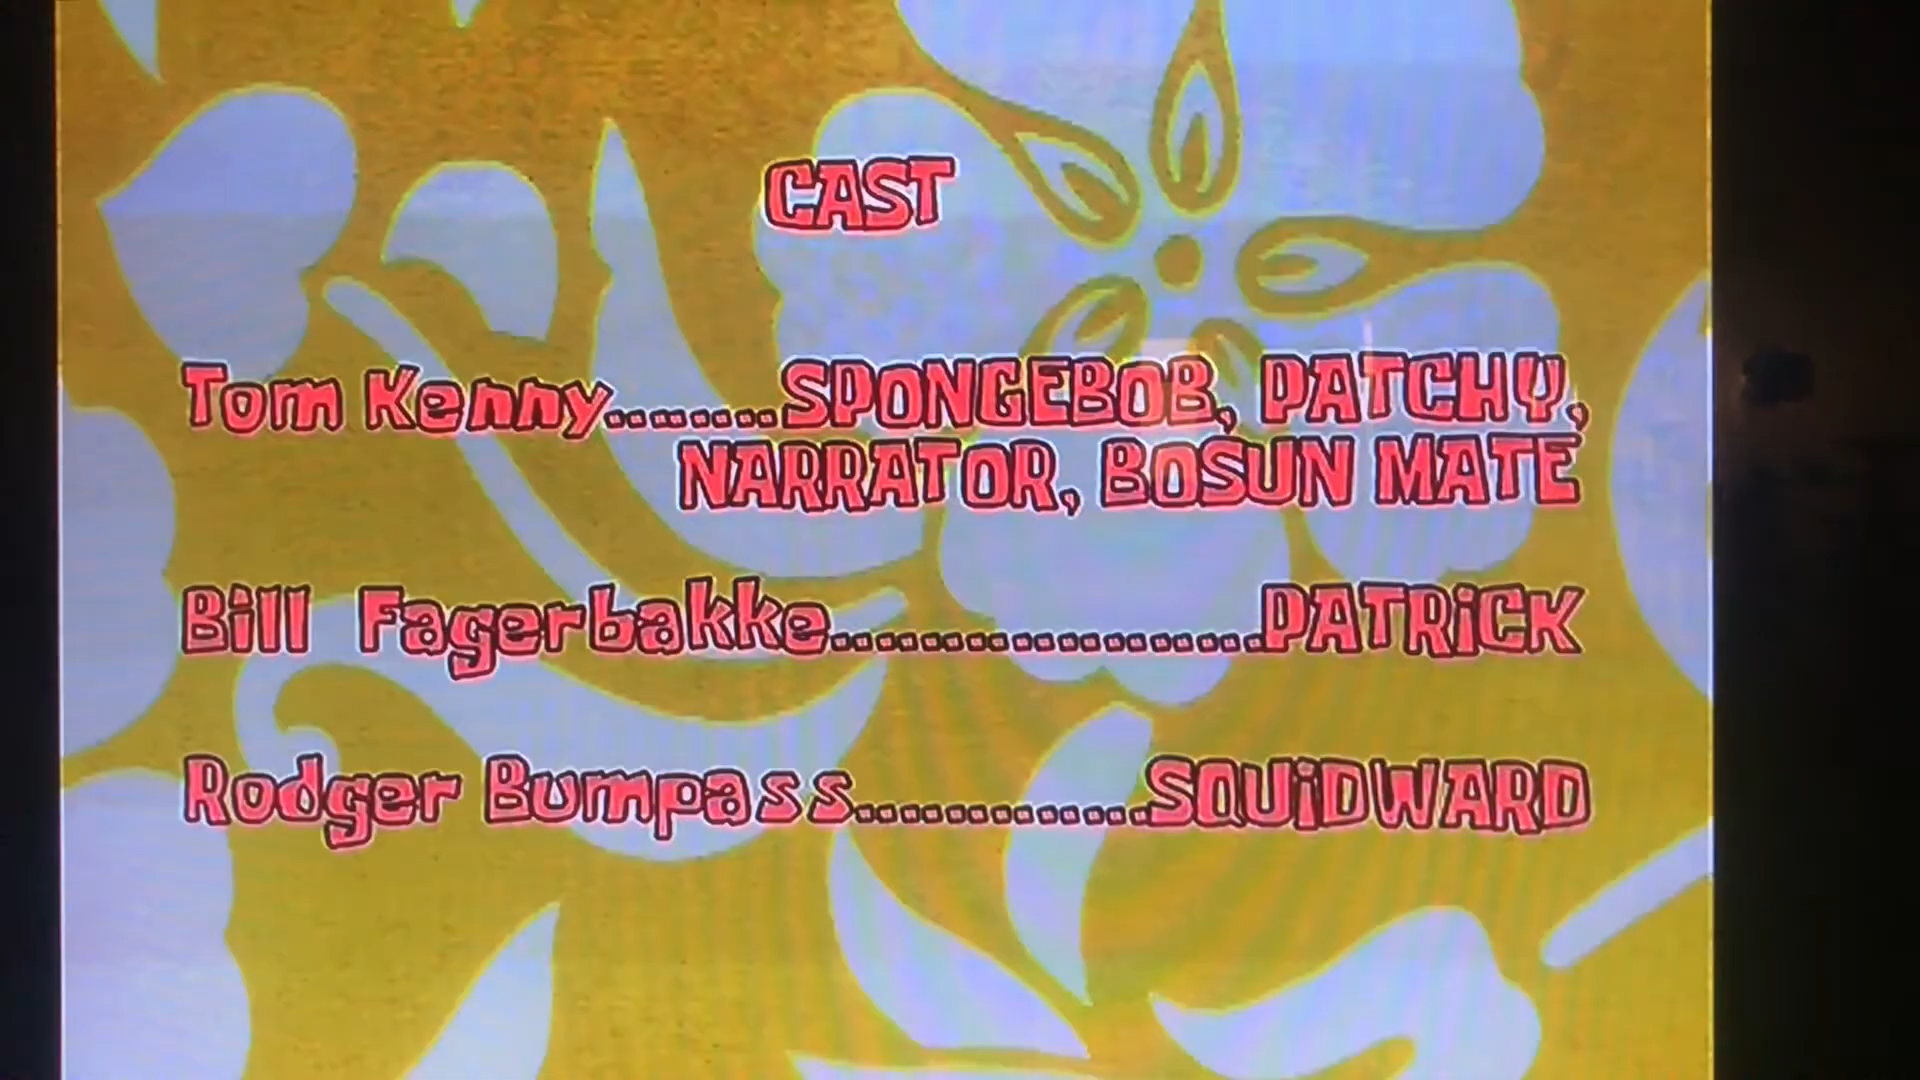 CAST
Tom Kenny........SPONGEBOB, PATCHY,
NARRATOR, BOSUN MATE
Bill Fagerbakke...................PATRiCK
Rodger Bumpass.............SQUiDWARD